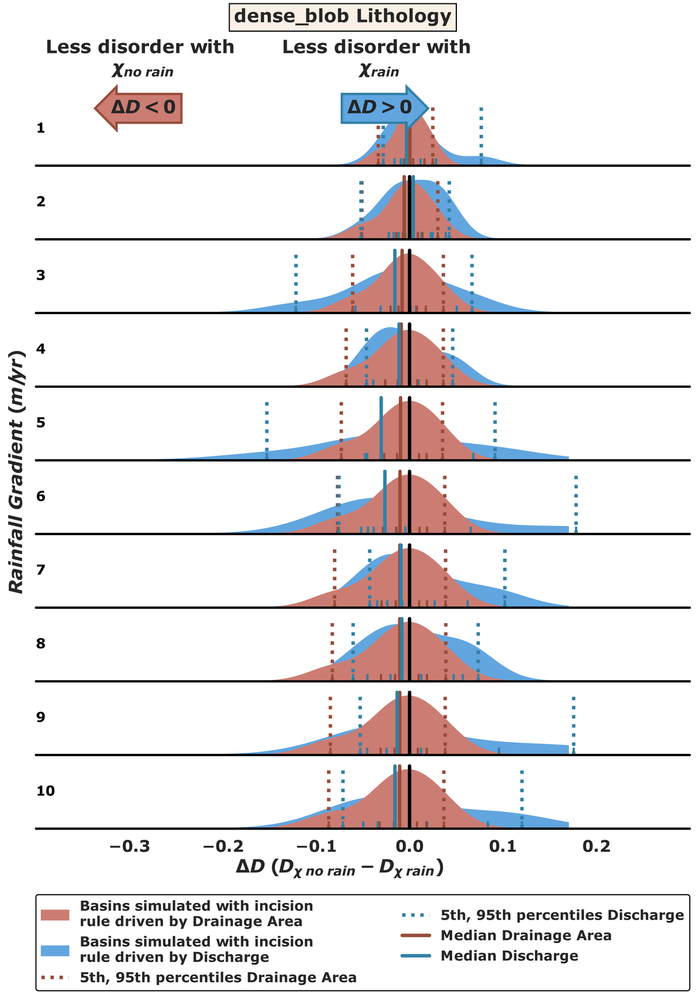 dense_blob Lithology
Less disorder with
χno rain
Less disorder with
χrain
ΔD < 0
ΔD > 0
Rainfall Gradient (m/yr)
1
2
3
4
5
6
7
8
9
10
−0.3 −0.2 −0.1 0.0 0.1 0.2
ΔD (Dχ no rain − Dχ rain)
Basins simulated with incision
rule driven by Drainage Area
Basins simulated with incision
rule driven by Discharge
5th, 95th percentiles Drainage Area
5th, 95th percentiles Discharge
Median Drainage Area
Median Discharge